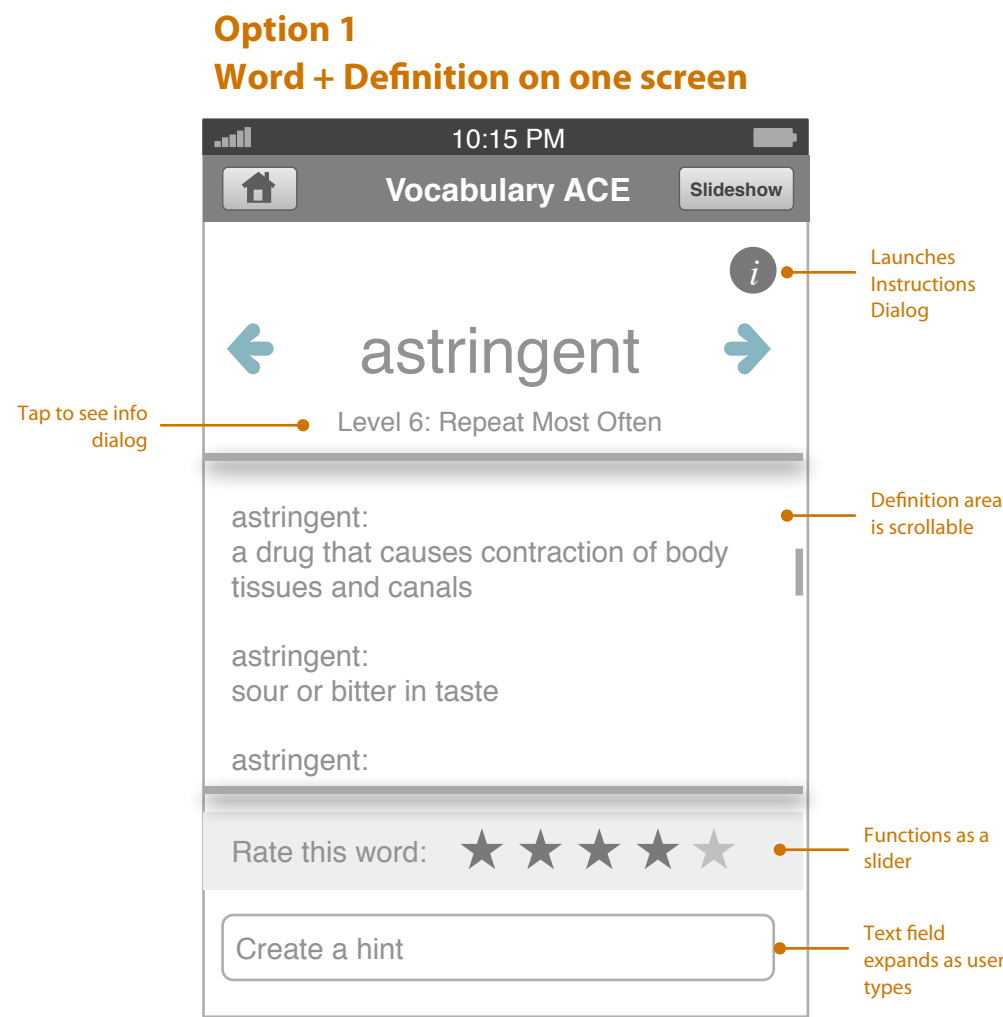 Option 1
Word + Definition on one screen
10:15 PM
Vocabulary ACE
Slideshow
i
Launches
Instructions
Dialog
astringent
Tap to see info
dialog
Level 6: Repeat Most Often
Definition area
is scrollable
astringent:
a drug that causes contraction of body
tissues and canals
astringent:
sour or bitter in taste
astringent:
Rate this word:
Functions as a
slider
Create a hint
Text field
expands as user
types